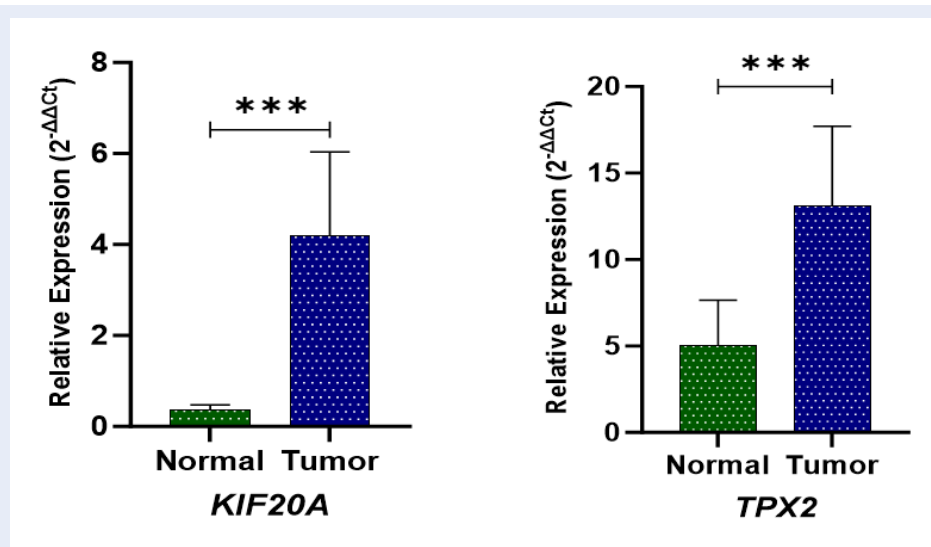 Relative Expression (2^-ΔΔCt)
8
6
4
2
0
***
Normal Tumor
KIF20A
Relative Expression (2^-ΔΔCt)
20
15
10
5
0
***
Normal Tumor
TPX2